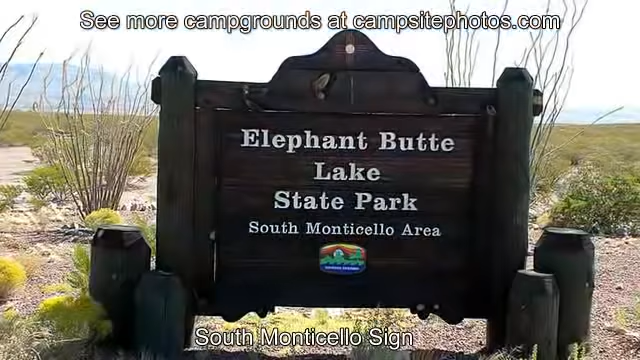 See more campgrounds at campsitephotos.com
Elephant Butte
Lake
State Park
South Monticello Area
South Monticello Sign